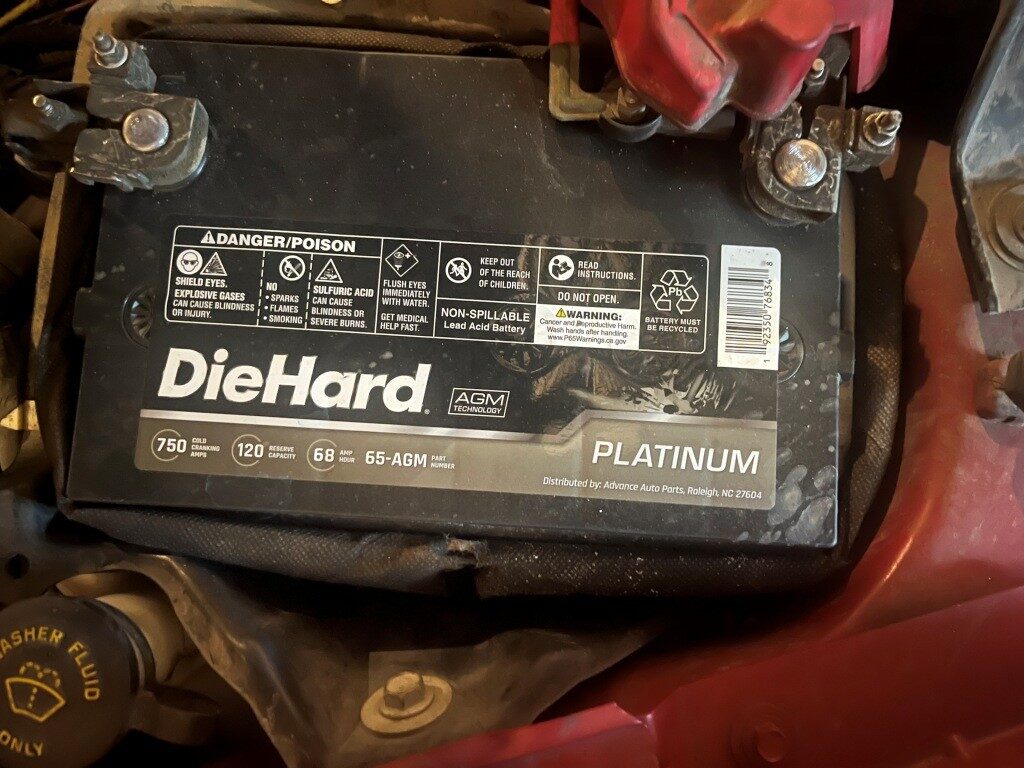 DANGER/POISON
SHIELD EYES.
EXPLOSIVE GASES
CAN CAUSE BLINDNESS
OR INJURY.
NO
• SPARKS
• FLAMES
• SMOKING
SULFURIC ACID
CAN CAUSE
BLINDNESS OR
SEVERE BURNS.
FLUSH EYES
IMMEDIATELY
WITH WATER.
GET MEDICAL
HELP FAST.
KEEP OUT
OF THE REACH
OF CHILDREN.
NON-SPILLABLE
Lead Acid Battery
READ
INSTRUCTIONS.
DO NOT OPEN.
WARNING:
Cancer and Reproductive Harm.
Wash hands after handling.
www.P65Warnings.ca.gov
Pb
BATTERY MUST
BE RECYCLED
1 92350 76834 8
DieHard
AGM
TECHNOLOGY
750 COLD
CRANKING
AMPS
120 RESERVE
CAPACITY
68 AMP
HOUR
65-AGM PART
NUMBER
PLATINUM
Distributed by: Advance Auto Parts, Raleigh, NC 27604
ASHER FLUID
ONLY